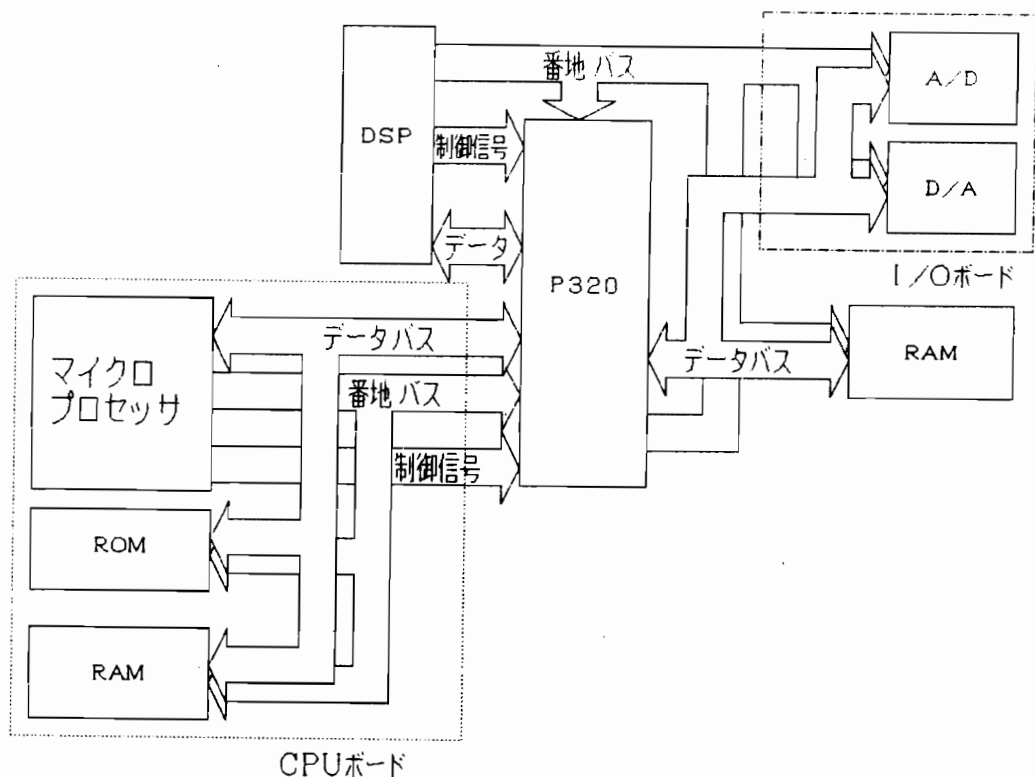 DSP
番地 バス
A/D
制御信号
D/A
データ
I/Oボード
P320
データバス
RAM
データバス
マイクロ
プロセッサ
番地 バス
制御信号
ROM
RAM
CPUボード